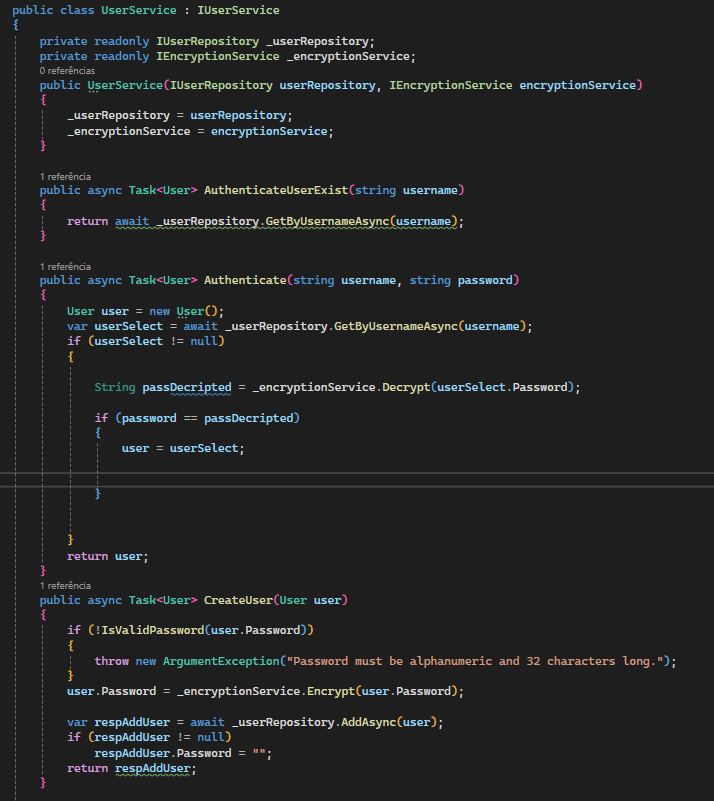 public class UserService : IUserService
{
private readonly IUserRepository _userRepository;
private readonly IEncryptionService _encryptionService;
0 referências
public UserService(IUserRepository userRepository, IEncryptionService encryptionService)
{
_userRepository = userRepository;
_encryptionService = encryptionService;
}
1 referência
public async Task<User> AuthenticateUserExist(string username)
{
return await _userRepository.GetByUsernameAsync(username);
}
1 referência
public async Task<User> Authenticate(string username, string password)
{
User user = new User();
var userSelect = await _userRepository.GetByUsernameAsync(username);
if (userSelect != null)
{
String passDecripted = _encryptionService.Decrypt(userSelect.Password);
if (password == passDecripted)
{
user = userSelect;
}
}
return user;
}
1 referência
public async Task<User> CreateUser(User user)
{
if (!IsValidPassword(user.Password))
{
throw new ArgumentException("Password must be alphanumeric and 32 characters long.");
}
user.Password = _encryptionService.Encrypt(user.Password);
var respAddUser = await _userRepository.AddAsync(user);
if (respAddUser != null)
respAddUser.Password = "";
return respAddUser;
}